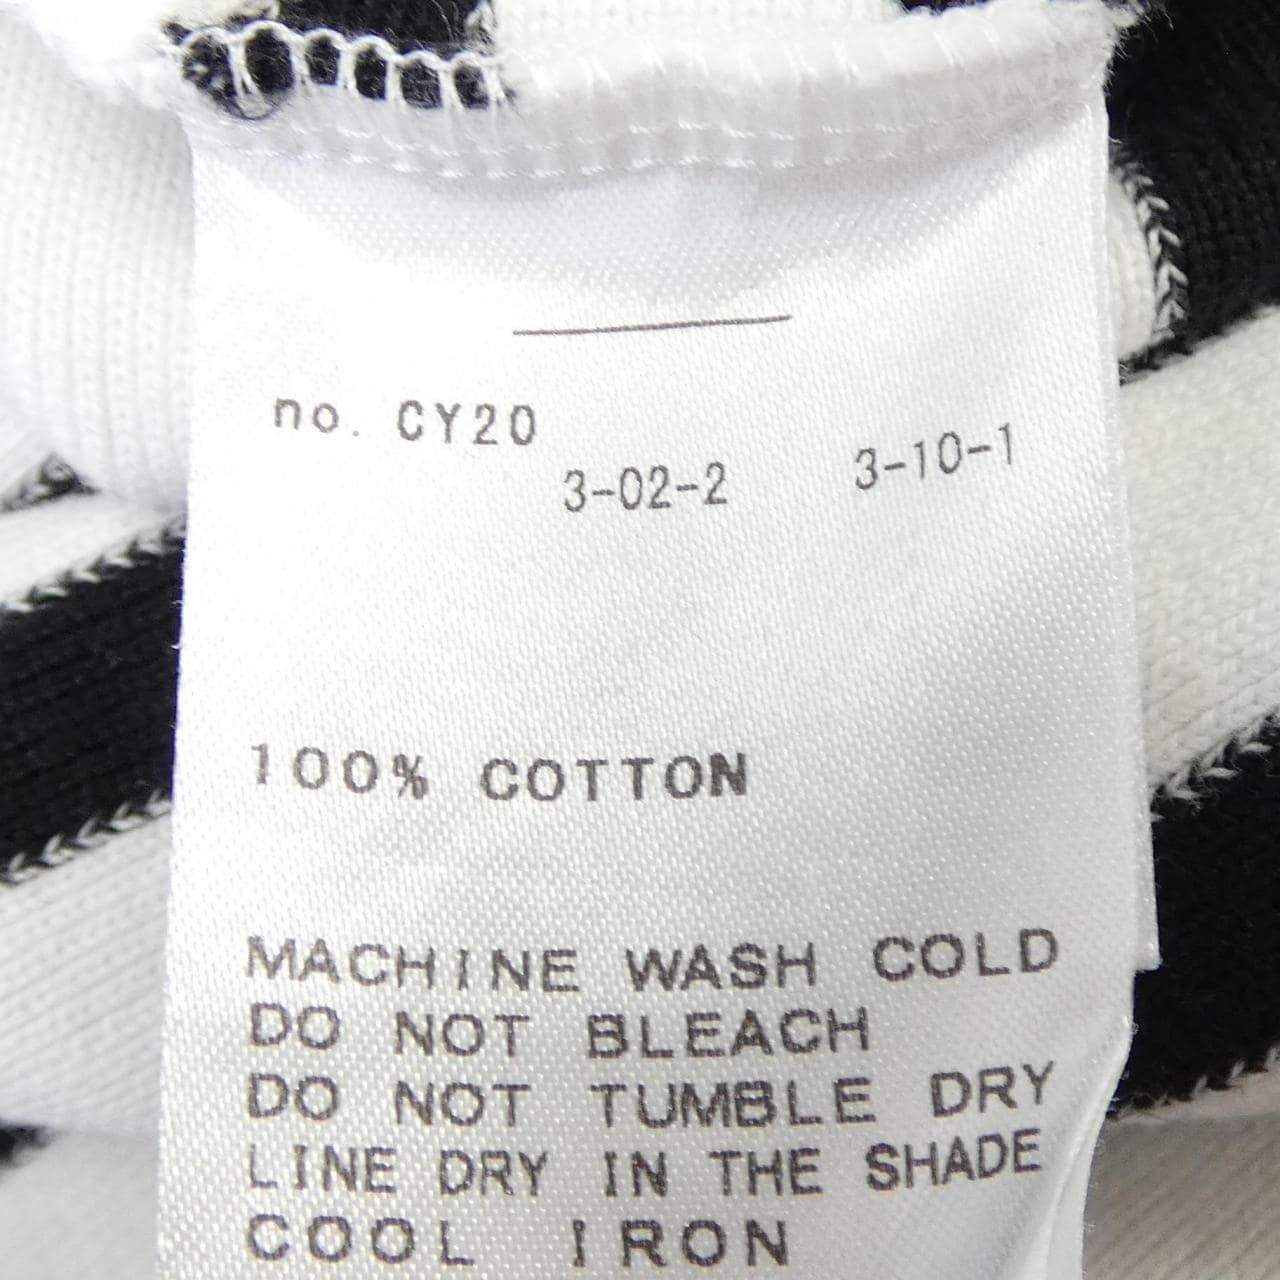 no. CY20
3-02-2 3-10-1
100% COTTON
MACHINE WASH COLD
DO NOT BLEACH
DO NOT TUMBLE DRY
LINE DRY IN THE SHADE
COOL IRON